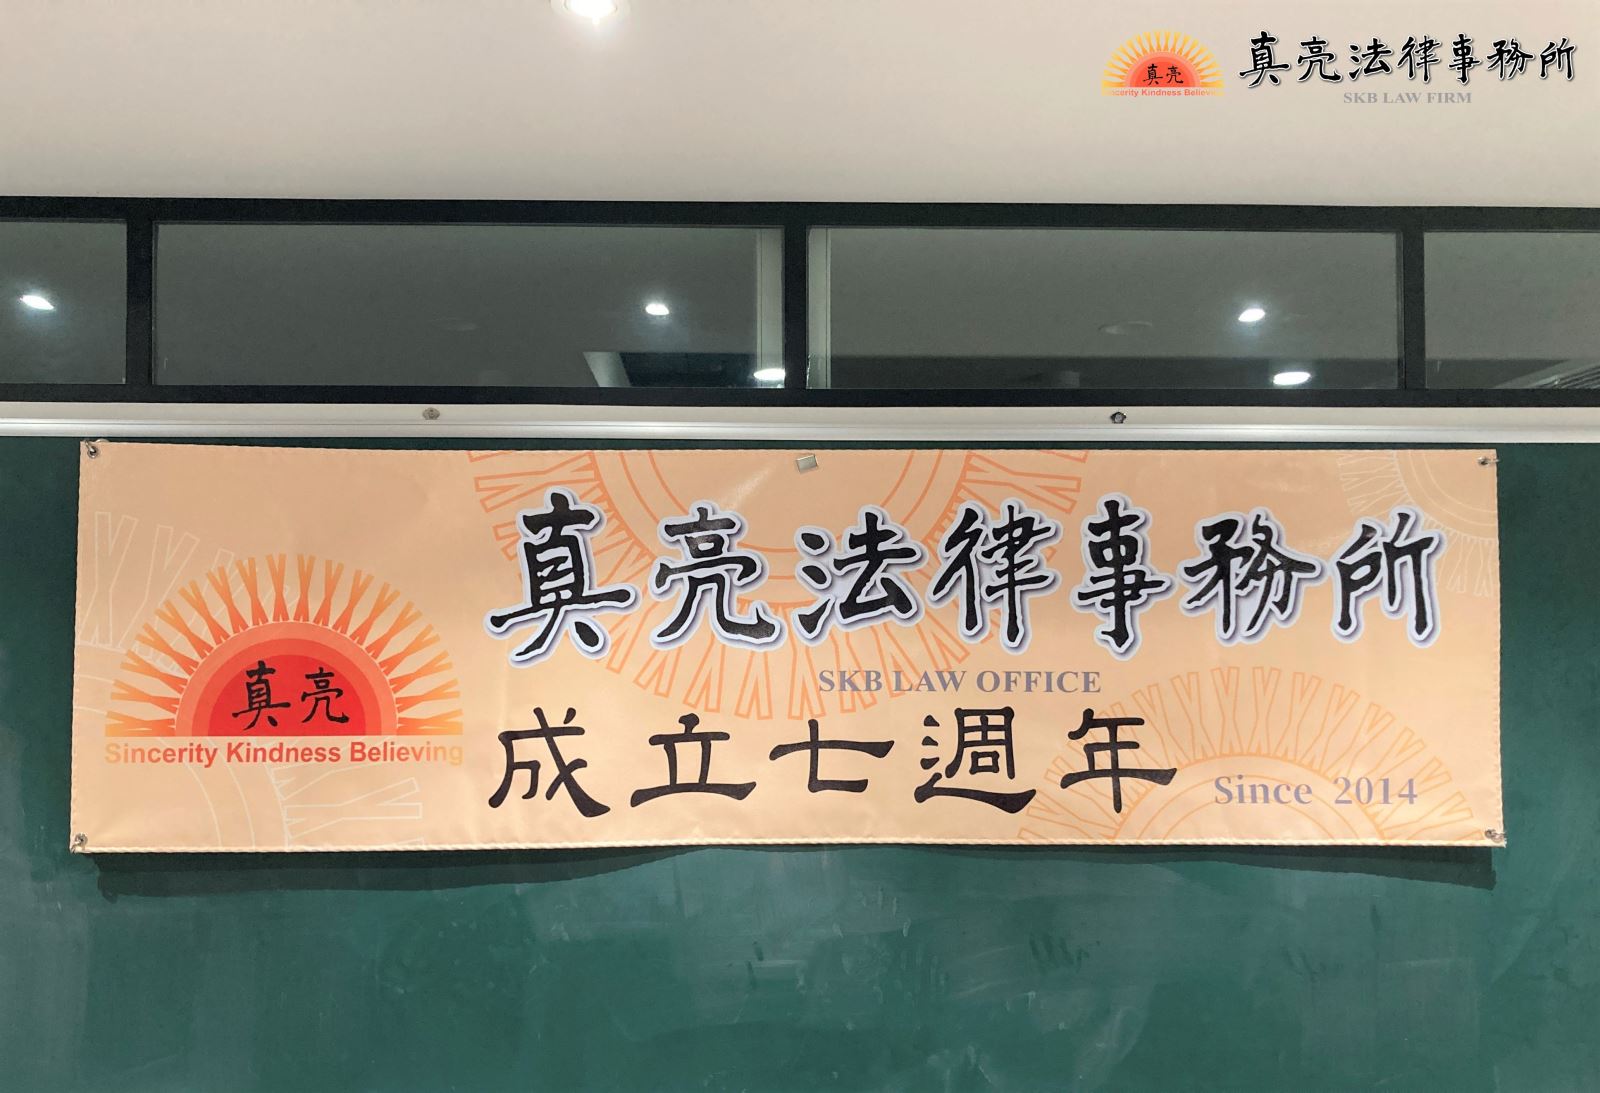 真亮
Sincerity Kindness Believing
真亮法律事務所
SKB LAW FIRM
真亮法律事務所
SKB LAW OFFICE
真亮
Sincerity Kindness Believing
成立七週年
Since 2014